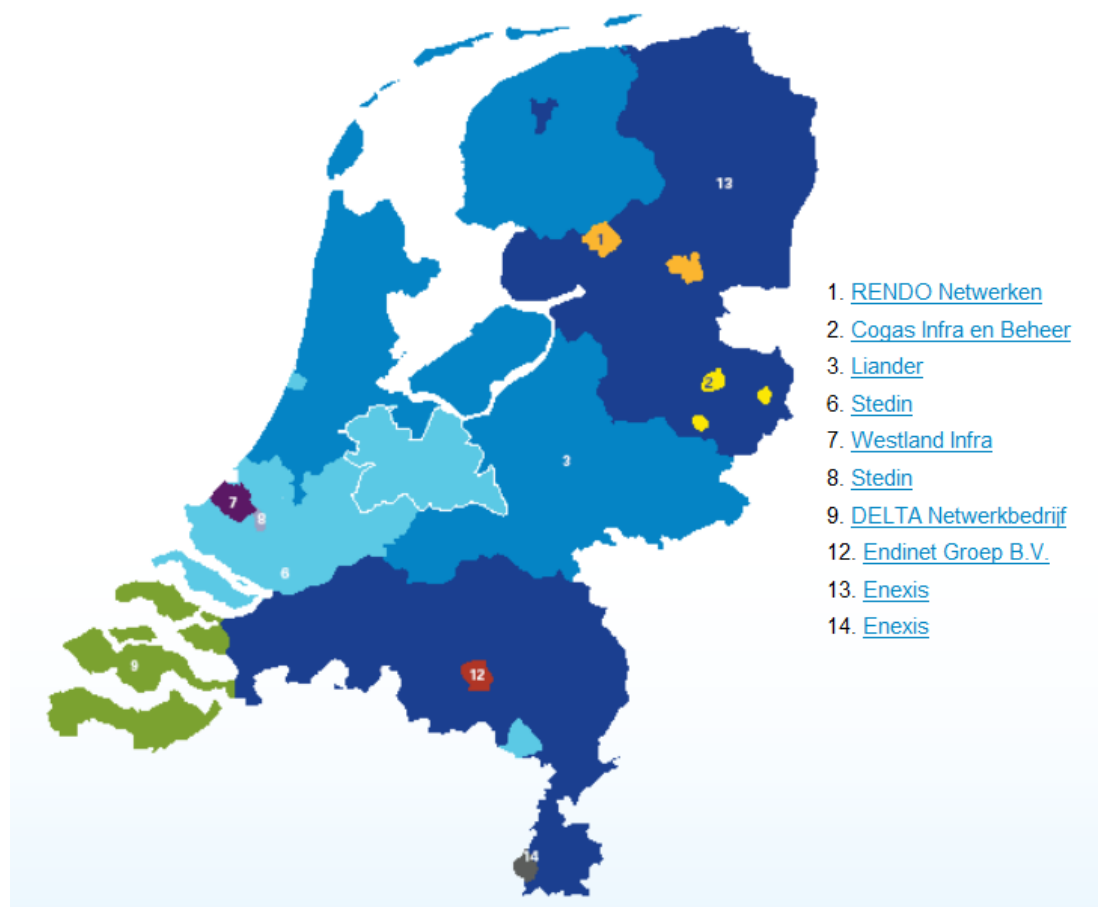 13
1
2
3
7
8
6
9
12
14
1. RENDO Netwerken
2. Cogas Infra en Beheer
3. Liander
6. Stedin
7. Westland Infra
8. Stedin
9. DELTA Netwerkbedrijf
12. Endinet Groep B.V.
13. Enexis
14. Enexis